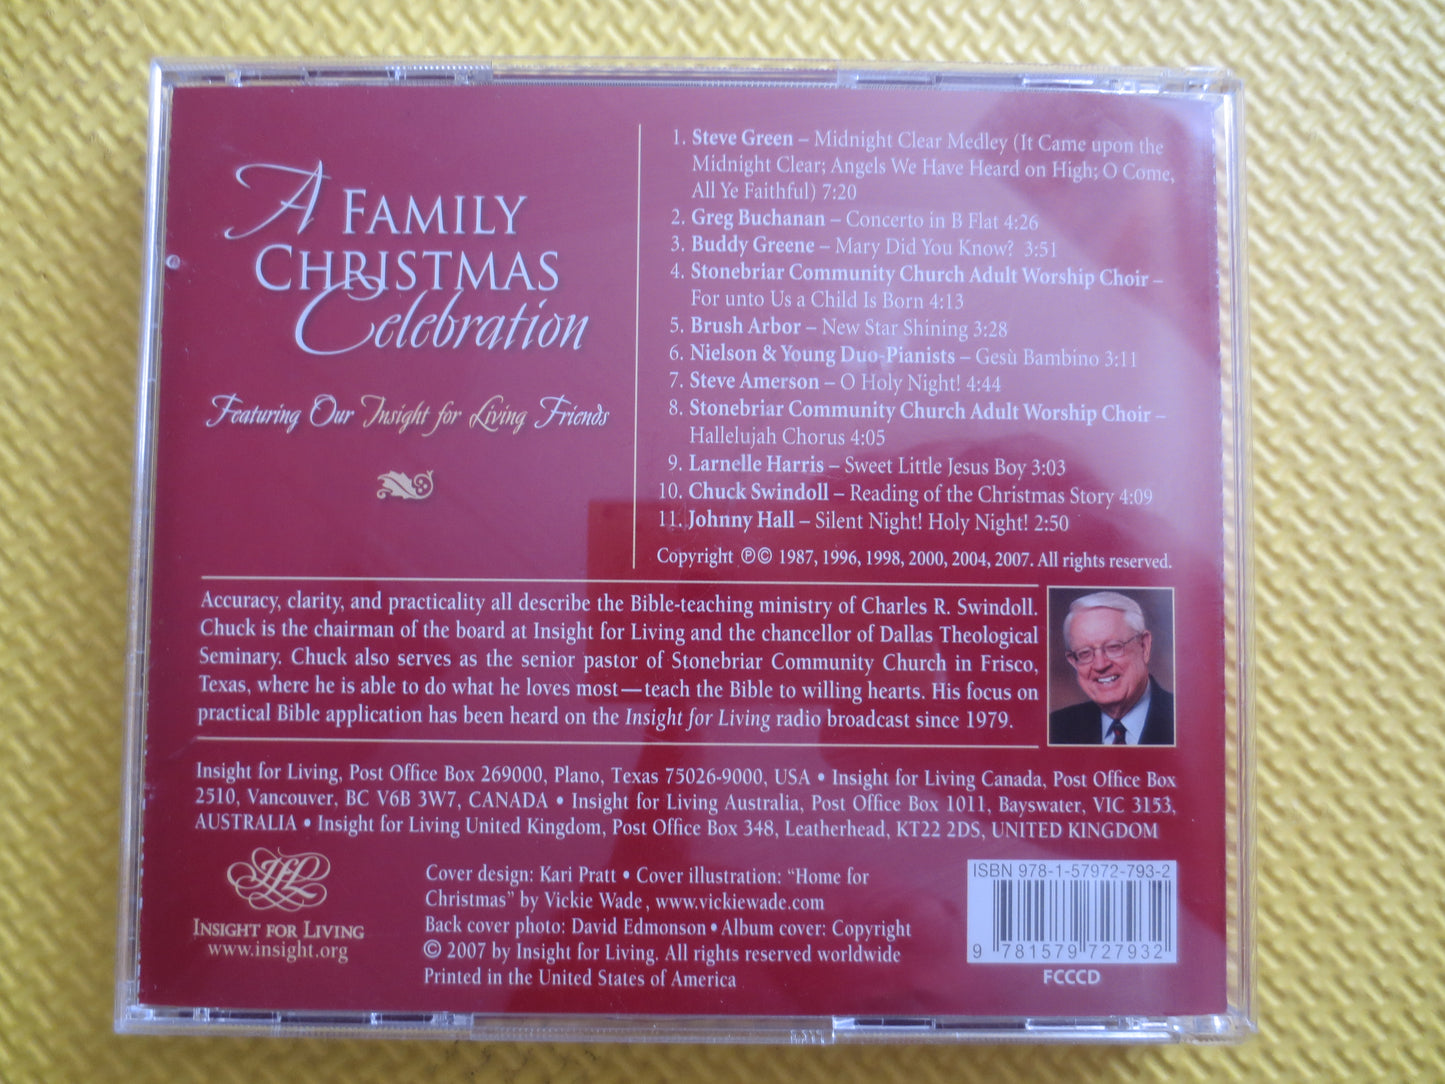 A FAMILY
CHRISTMAS
Celebration
Featuring Our Insight for Living Friends
1. Steve Green – Midnight Clear Medley (It Came upon the
Midnight Clear; Angels We Have Heard on High; O Come,
All Ye Faithful) 7:20
2. Greg Buchanan – Concerto in B Flat 4:26
3. Buddy Greene – Mary Did You Know? 3:51
4. Stonebriar Community Church Adult Worship Choir –
For unto Us a Child Is Born 4:13
5. Brush Arbor – New Star Shining 3:28
6. Nielson & Young Duo-Pianists – Gesù Bambino 3:11
7. Steve Amerson – O Holy Night! 4:44
8. Stonebriar Community Church Adult Worship Choir –
Hallelujah Chorus 4:05
9. Larnelle Harris – Sweet Little Jesus Boy 3:03
10. Chuck Swindoll – Reading of the Christmas Story 4:09
11. Johnny Hall – Silent Night! Holy Night! 2:50
Copyright ℗© 1987, 1996, 1998, 2000, 2004, 2007. All rights reserved.
Accuracy, clarity, and practicality all describe the Bible-teaching ministry of Charles R. Swindoll.
Chuck is the chairman of the board at Insight for Living and the chancellor of Dallas Theological
Seminary. Chuck also serves as the senior pastor of Stonebriar Community Church in Frisco,
Texas, where he is able to do what he loves most—teach the Bible to willing hearts. His focus on
practical Bible application has been heard on the Insight for Living radio broadcast since 1979.
Insight for Living, Post Office Box 269000, Plano, Texas 75026-9000, USA • Insight for Living Canada, Post Office Box
2510, Vancouver, BC V6B 3W7, CANADA • Insight for Living Australia, Post Office Box 1011, Bayswater, VIC 3153,
AUSTRALIA • Insight for Living United Kingdom, Post Office Box 348, Leatherhead, KT22 2DS, UNITED KINGDOM
IFL
INSIGHT FOR LIVING
www.insight.org
Cover design: Kari Pratt • Cover illustration: “Home for
Christmas” by Vickie Wade, www.vickiewade.com
Back cover photo: David Edmonson • Album cover: Copyright
© 2007 by Insight for Living. All rights reserved worldwide
Printed in the United States of America
ISBN 978-1-57972-793-2
9 781579 727932
FCCCD